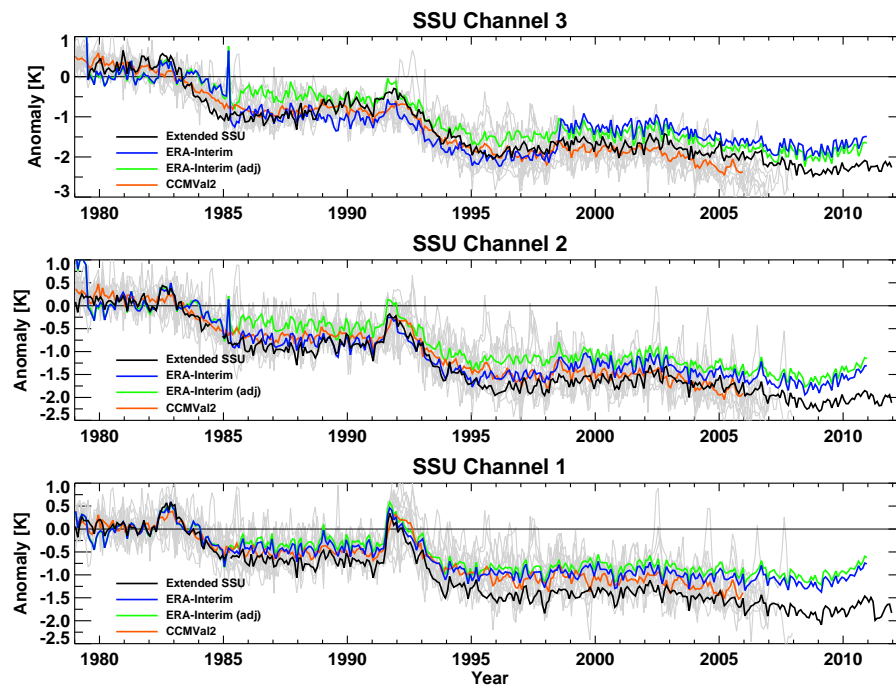 SSU Channel 3
Anomaly [K]
1
0
-1
-2
-3
Extended SSU
ERA-Interim
ERA-Interim (adj)
CCMVal2
1980 1985 1990 1995 2000 2005 2010
SSU Channel 2
Anomaly [K]
1.0
0.5
0.0
-0.5
-1.0
-1.5
-2.0
-2.5
Extended SSU
ERA-Interim
ERA-Interim (adj)
CCMVal2
1980 1985 1990 1995 2000 2005 2010
SSU Channel 1
Anomaly [K]
1.0
0.5
0.0
-0.5
-1.0
-1.5
-2.0
-2.5
Extended SSU
ERA-Interim
ERA-Interim (adj)
CCMVal2
1980 1985 1990 1995 2000 2005 2010
Year